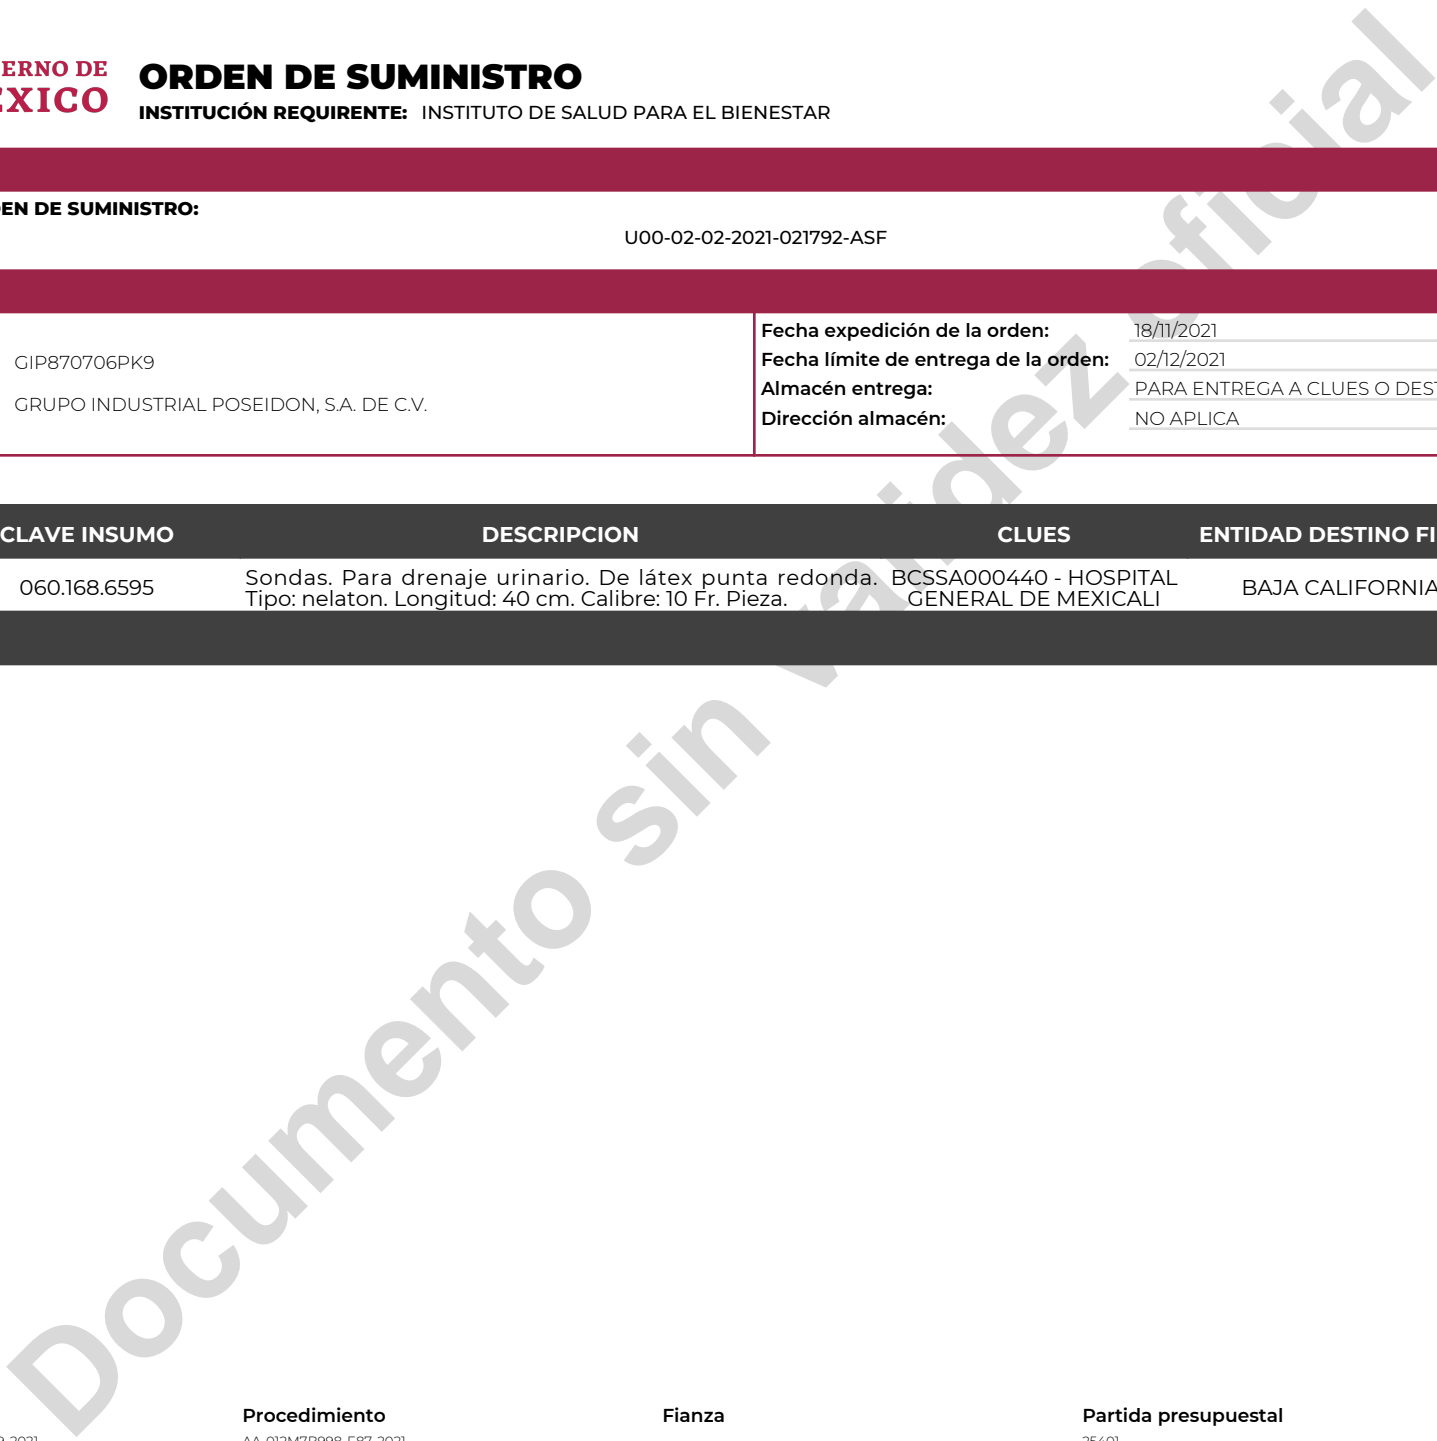 ERNO DE
EXICO
ORDEN DE SUMINISTRO
INSTITUCIÓN REQUIRENTE: INSTITUTO DE SALUD PARA EL BIENESTAR
EN DE SUMINISTRO:
U00-02-02-2021-021792-ASF
GIP870706PK9
GRUPO INDUSTRIAL POSEIDON, S.A. DE C.V.
Fecha expedición de la orden: 18/11/2021
Fecha límite de entrega de la orden: 02/12/2021
Almacén entrega: PARA ENTREGA A CLUES O DEST
Dirección almacén: NO APLICA
CLAVE INSUMO DESCRIPCION CLUES ENTIDAD DESTINO FI
060.168.6595
Sondas. Para drenaje urinario. De látex punta redonda.
Tipo: nelaton. Longitud: 40 cm. Calibre: 10 Fr. Pieza.
BCSSA000440 - HOSPITAL
GENERAL DE MEXICALI
BAJA CALIFORNIA
Documento sin validez oficial
Procedimiento Fianza Partida presupuestal